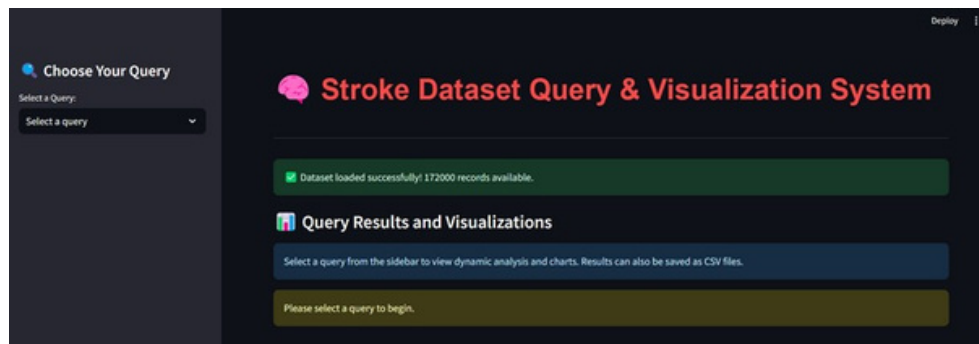 Deploy
Choose Your Query
Select a Query:
Select a query
Stroke Dataset Query & Visualization System
Dataset loaded successfully! 172000 records available.
Query Results and Visualizations
Select a query from the sidebar to view dynamic analysis and charts. Results can also be saved as CSV files.
Please select a query to begin.